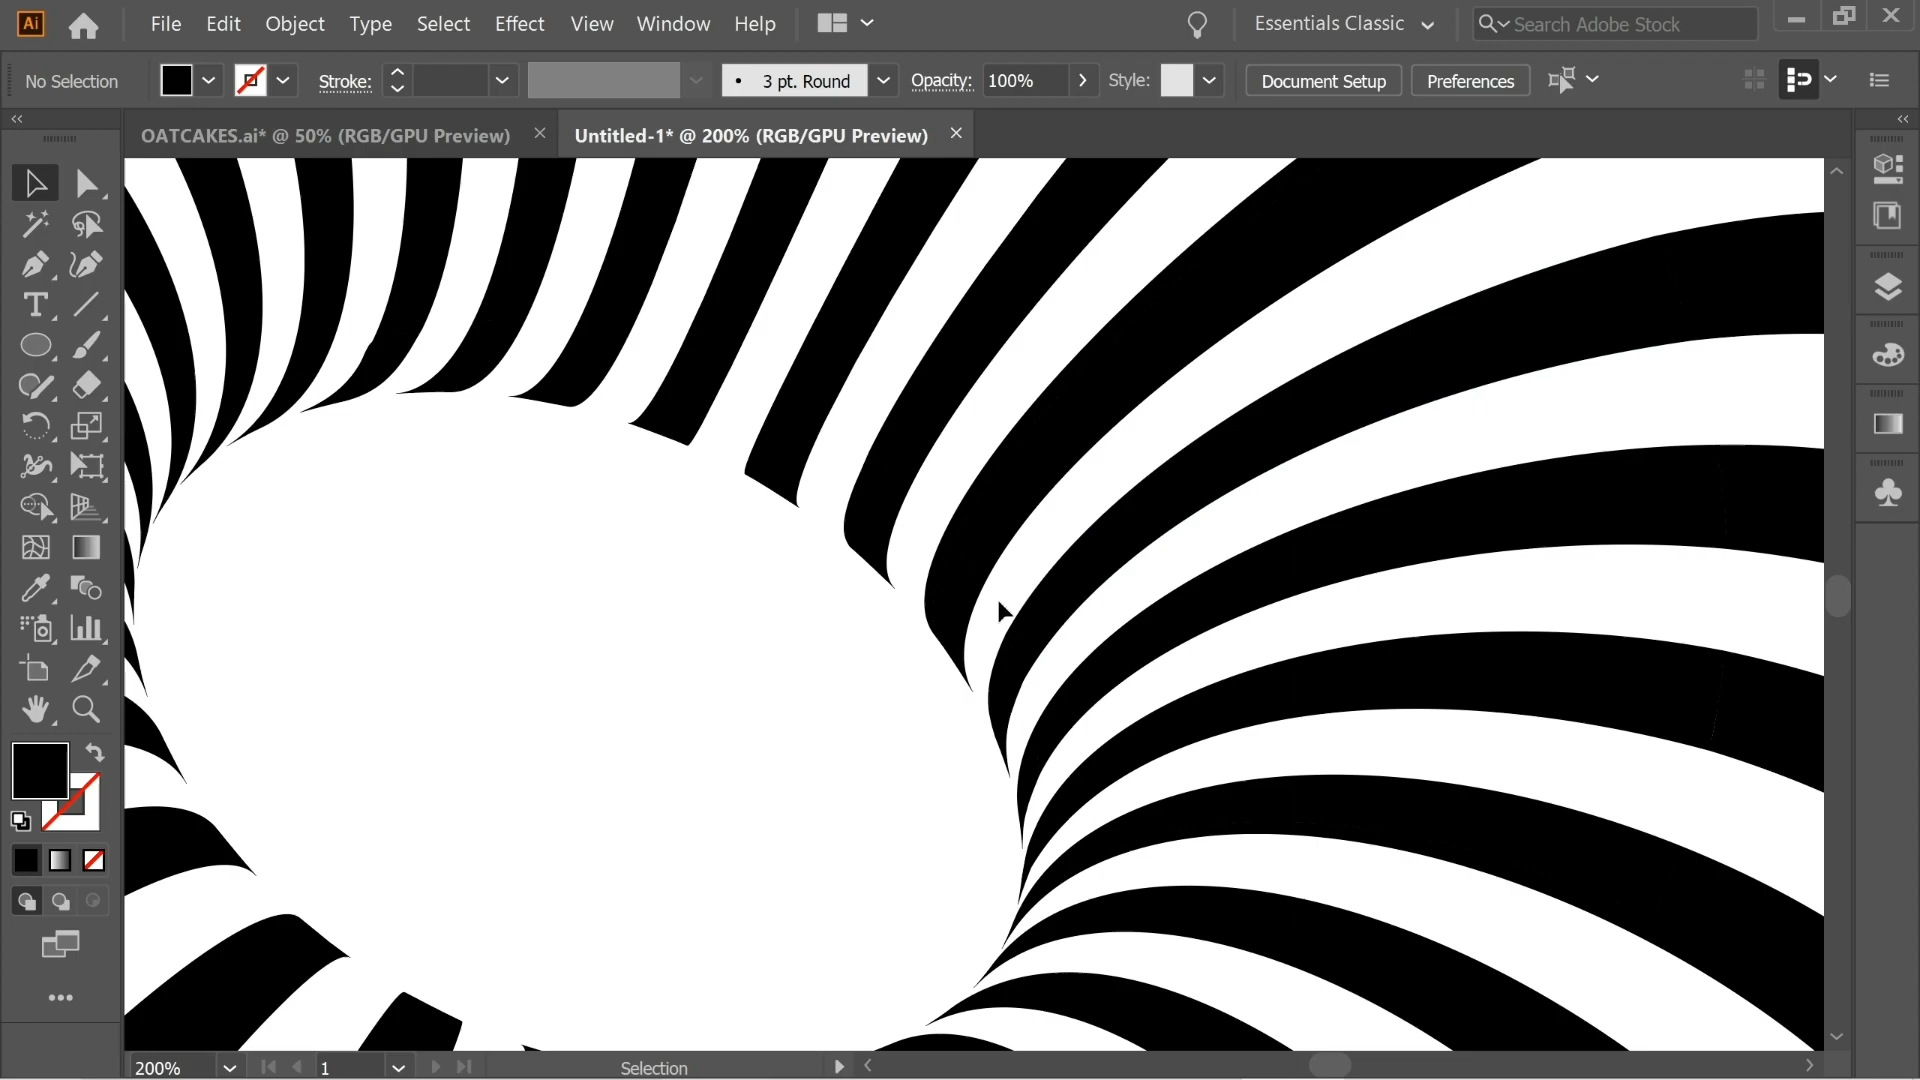 Ai File Edit Object Type Select Effect View Window Help Essentials Classic Search Adobe Stock
No Selection Stroke: 3 pt. Round Opacity: 100% Style: Document Setup Preferences
OATCAKES.ai* @ 50% (RGB/GPU Preview) Untitled-1* @ 200% (RGB/GPU Preview)
200% 1 Selection